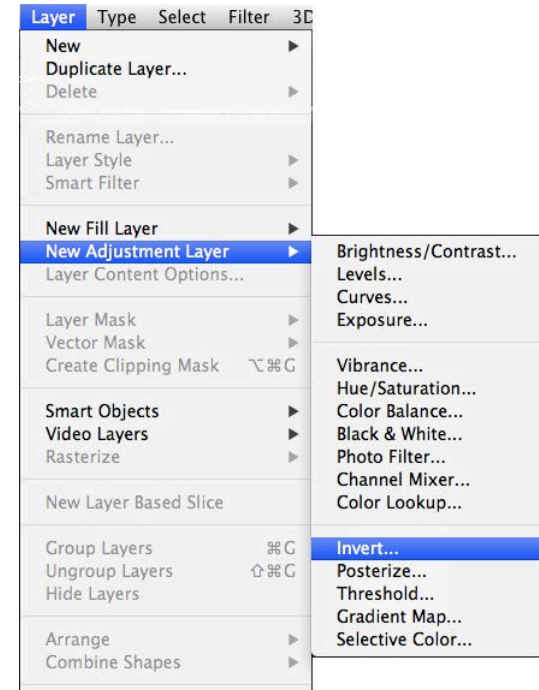 Layer Type Select Filter 3D
New
Duplicate Layer...
Delete
Rename Layer...
Layer Style
Smart Filter
New Fill Layer
New Adjustment Layer
Layer Content Options...
Layer Mask
Vector Mask
Create Clipping Mask ⌥⌘G
Smart Objects
Video Layers
Rasterize
New Layer Based Slice
Group Layers ⌘G
Ungroup Layers ⇧⌘G
Hide Layers
Arrange
Combine Shapes
Brightness/Contrast...
Levels...
Curves...
Exposure...
Vibrance...
Hue/Saturation...
Color Balance...
Black & White...
Photo Filter...
Channel Mixer...
Color Lookup...
Invert...
Posterize...
Threshold...
Gradient Map...
Selective Color...